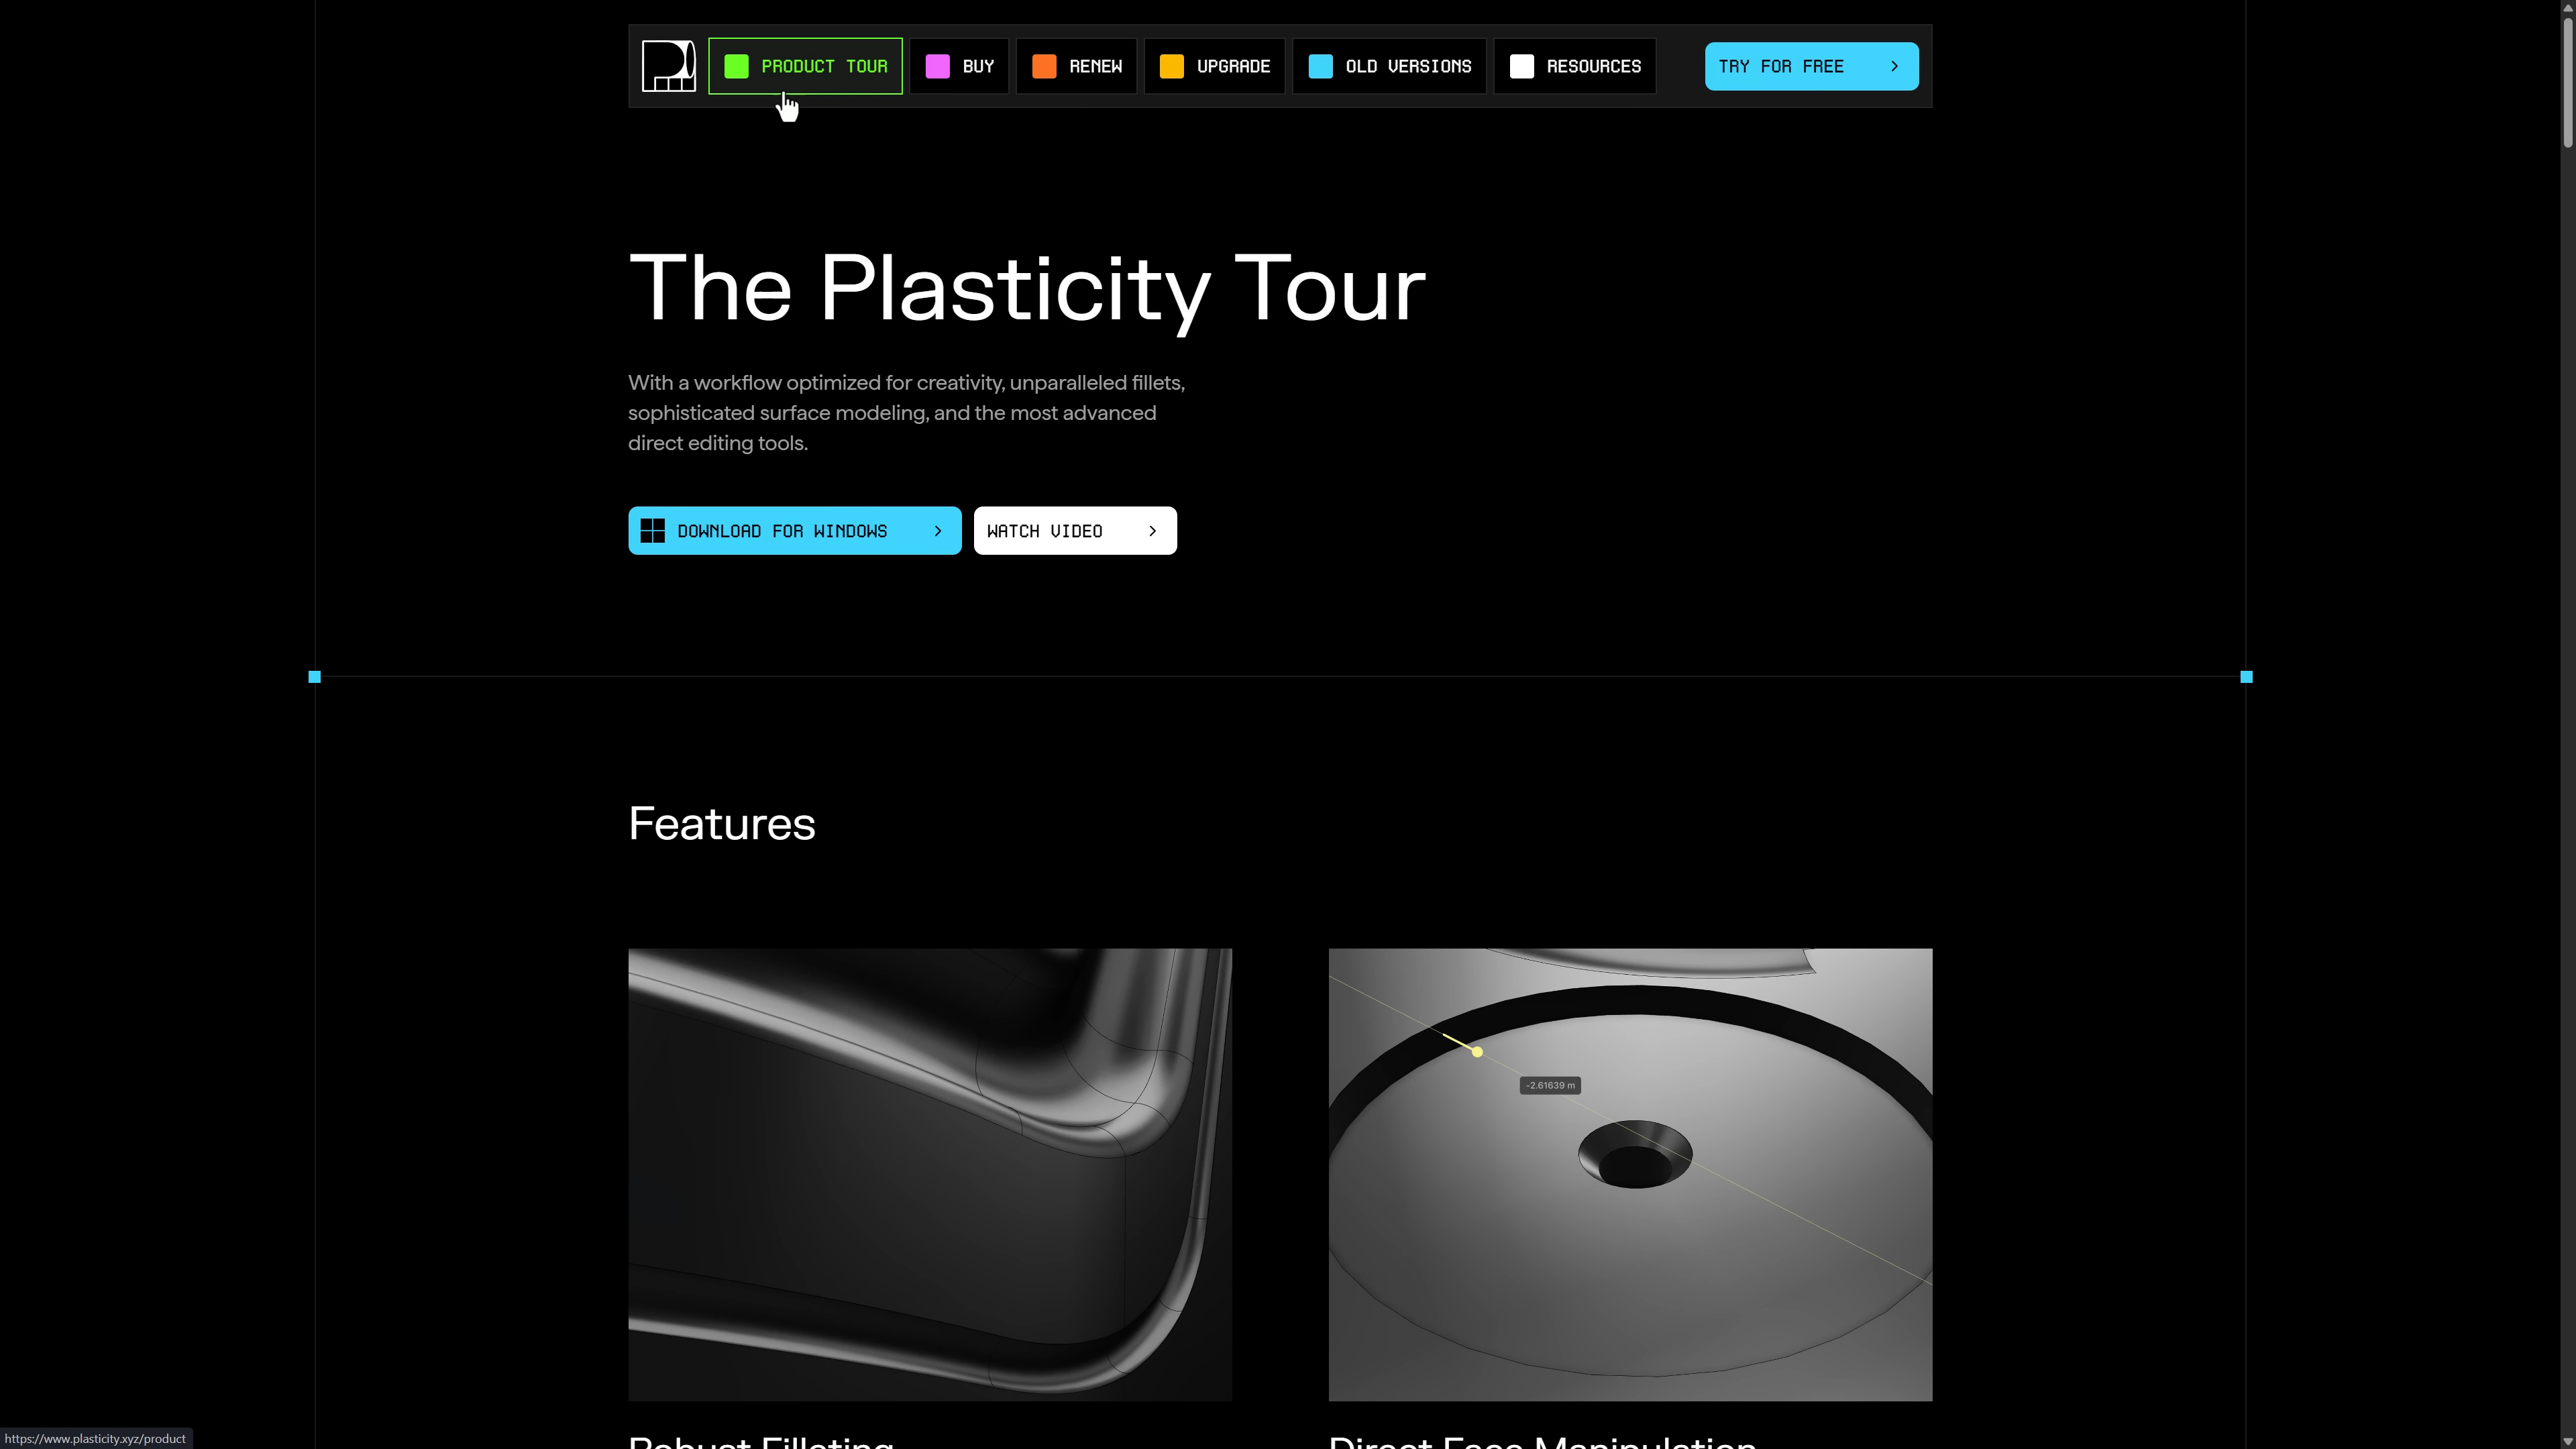 PRODUCT TOUR
BUY
RENEW
UPGRADE
OLD VERSIONS
RESOURCES
TRY FOR FREE
The Plasticity Tour
With a workflow optimized for creativity, unparalleled fillets,
sophisticated surface modeling, and the most advanced
direct editing tools.
DOWNLOAD FOR WINDOWS
WATCH VIDEO
Features
-2.61639 m
Robust Filleting
Direct Face Manipulation
https://www.plasticity.xyz/product